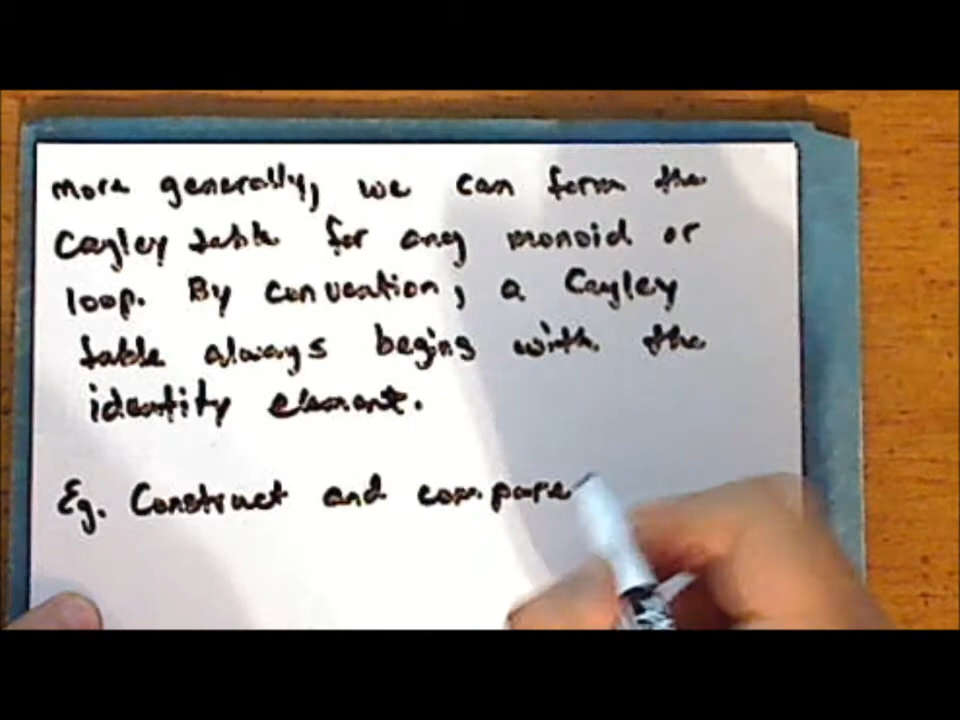 more generally, we can form the
Cayley table for any monoid or
loop. By convention, a Cayley
table always begins with the
identity element.
Eg. Construct and compare